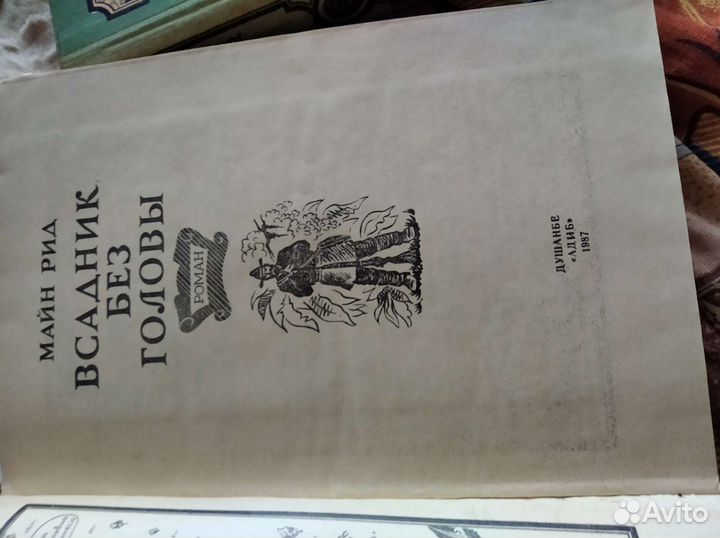 МАЙН РИД
ВСАДНИК
БЕЗ
ГОЛОВЫ
РОМАН
ДУШАНБЕ
«АДИБ»
1987
Avito